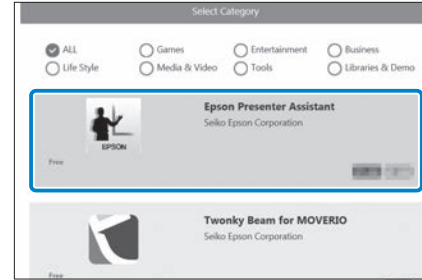 Select Category
ALL
Games
Entertainment
Business
Life Style
Media & Video
Tools
Libraries & Demo
Epson Presenter Assistant
Seiko Epson Corporation
EPSON
Free
Twonky Beam for MOVERIO
Seiko Epson Corporation
Free